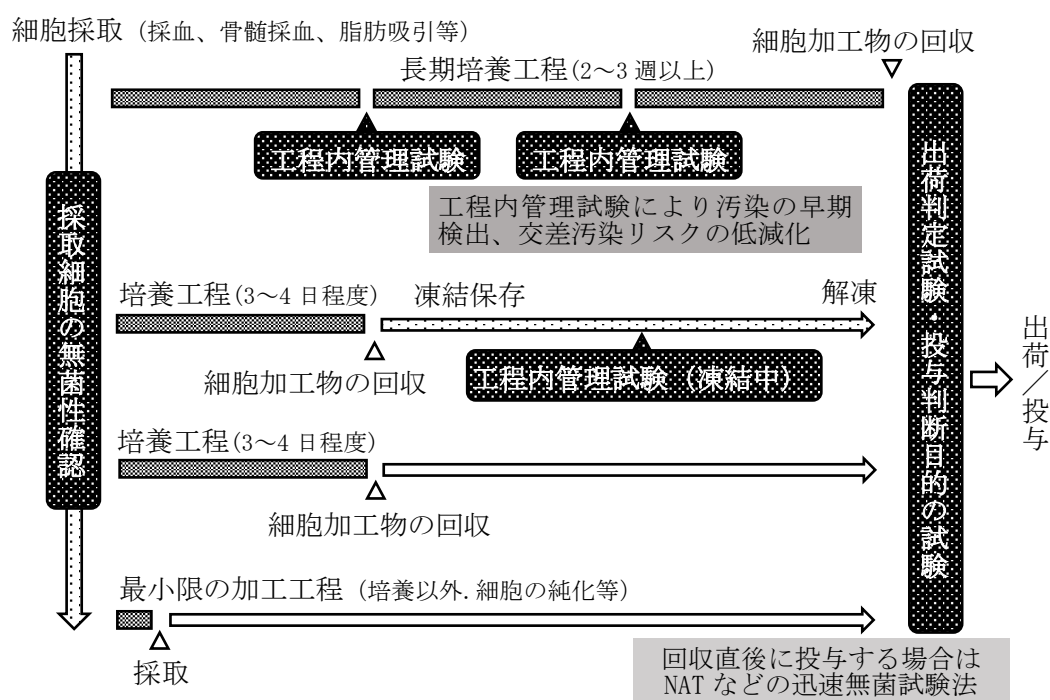 細胞採取（採血、骨髄採血、脂肪吸引等）
細胞加工物の回収
長期培養工程(2～3 週以上)
工程内管理試験
工程内管理試験
工程内管理試験により汚染の早期
検出、交差汚染リスクの低減化
採取細胞の無菌性確認
培養工程(3～4 日程度)
凍結保存
解凍
細胞加工物の回収
工程内管理試験（凍結中）
培養工程(3～4 日程度)
細胞加工物の回収
最小限の加工工程（培養以外.細胞の純化等）
採取
出荷判定試験・投与判断目的の試験
出荷／投与
回収直後に投与する場合は
NAT などの迅速無菌試験法